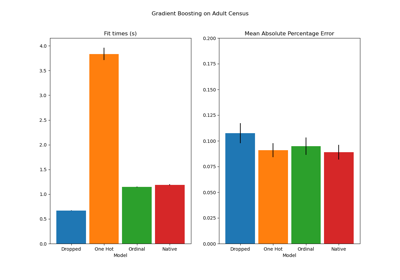 Gradient Boosting on Adult Census
Fit times (s)
4.0
3.5
3.0
2.5
2.0
1.5
1.0
0.5
0.0
Dropped One Hot Ordinal Native
Model
Mean Absolute Percentage Error
0.200
0.175
0.150
0.125
0.100
0.075
0.050
0.025
0.000
Dropped One Hot Ordinal Native
Model